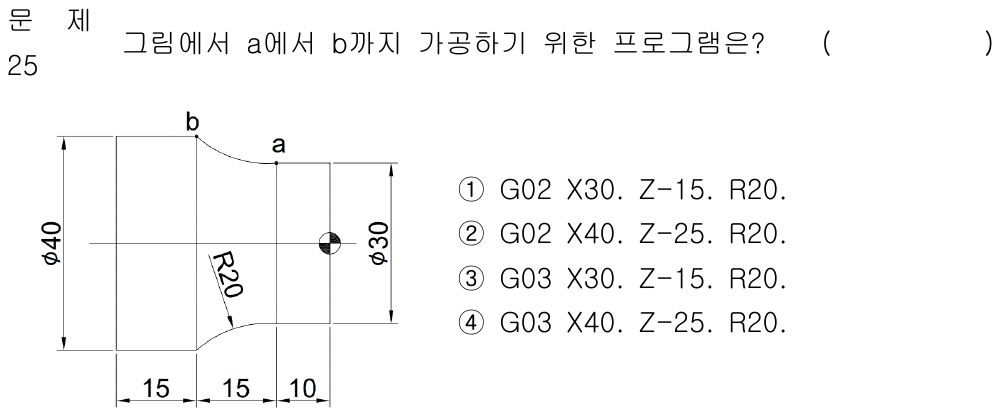 문 제
25
그림에서 a에서 b까지 가공하기 위한 프로그램은? ( )
b
a
ϕ40
R20
ϕ30
15 15 10
① G02 X30. Z-15. R20.
② G02 X40. Z-25. R20.
③ G03 X30. Z-15. R20.
④ G03 X40. Z-25. R20.